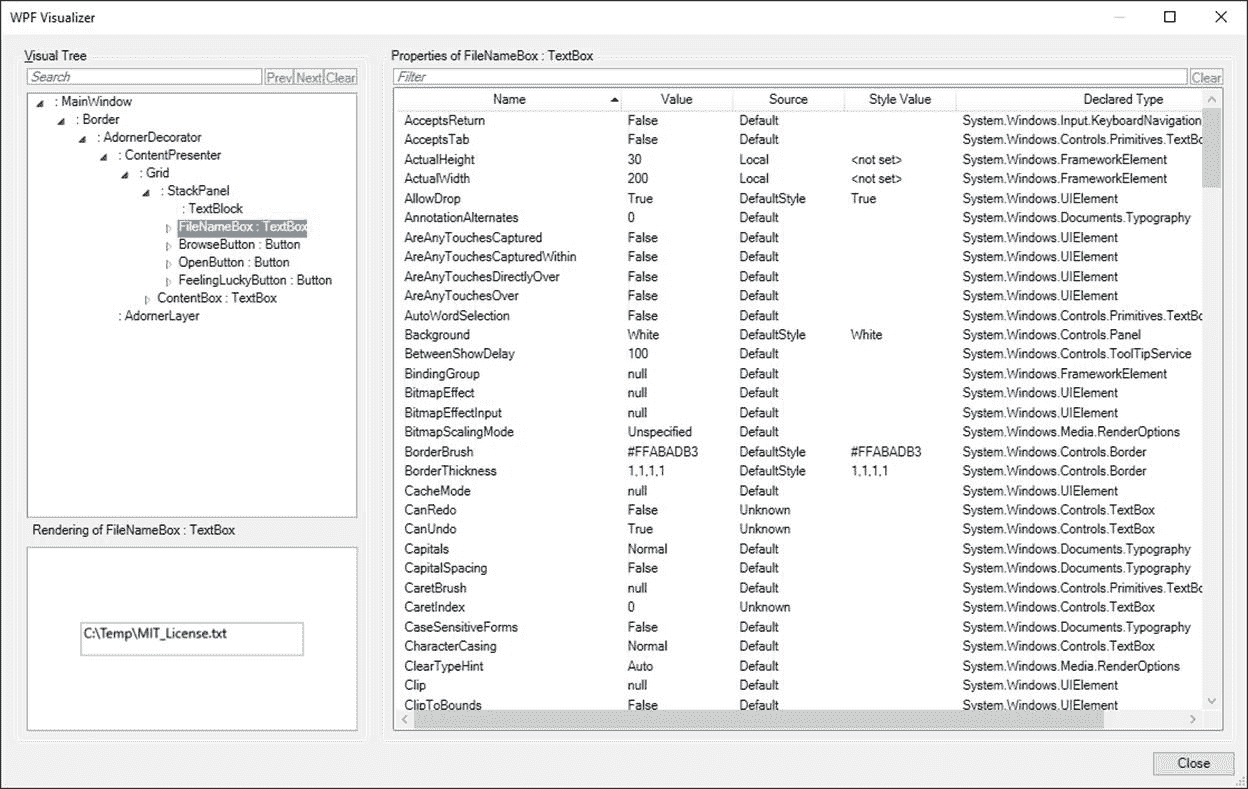 WPF Visualizer
Visual Tree
Search Prev Next Clear
: MainWindow
: Border
: AdornerDecorator
: ContentPresenter
: Grid
: StackPanel
: TextBlock
FileNameBox : TextBox
BrowseButton : Button
OpenButton : Button
FeelingLuckyButton : Button
ContentBox : TextBox
: AdornerLayer
Rendering of FileNameBox : TextBox
C:\Temp\MIT_License.txt
Properties of FileNameBox : TextBox
Filter Clear
Name Value Source Style Value Declared Type
AcceptsReturn False Default System.Windows.Input.KeyboardNavigation
AcceptsTab False Default System.Windows.Controls.Primitives.TextBo
ActualHeight 30 Local <not set> System.Windows.FrameworkElement
ActualWidth 200 Local <not set> System.Windows.FrameworkElement
AllowDrop True DefaultStyle True System.Windows.UIElement
AnnotationAlternates 0 Default System.Windows.Documents.Typography
AreAnyTouchesCaptured False Default System.Windows.UIElement
AreAnyTouchesCapturedWithin False Default System.Windows.UIElement
AreAnyTouchesDirectlyOver False Default System.Windows.UIElement
AreAnyTouchesOver False Default System.Windows.UIElement
AutoWordSelection False Default System.Windows.Controls.Primitives.TextBo
Background White DefaultStyle White System.Windows.Controls.Panel
BetweenShowDelay 100 Default System.Windows.Controls.ToolTipService
BindingGroup null Default System.Windows.FrameworkElement
BitmapEffect null Default System.Windows.UIElement
BitmapEffectInput null Default System.Windows.UIElement
BitmapScalingMode Unspecified Default System.Windows.Media.RenderOptions
BorderBrush #FFABADB3 DefaultStyle #FFABADB3 System.Windows.Controls.Border
BorderThickness 1,1,1,1 DefaultStyle 1,1,1,1 System.Windows.Controls.Border
CacheMode null Default System.Windows.UIElement
CanRedo False Unknown System.Windows.Controls.TextBox
CanUndo True Unknown System.Windows.Controls.TextBox
Capitals Normal Default System.Windows.Documents.Typography
CapitalSpacing False Default System.Windows.Documents.Typography
CaretBrush null Default System.Windows.Controls.Primitives.TextBo
CaretIndex 0 Unknown System.Windows.Controls.TextBox
CaseSensitiveForms False Default System.Windows.Documents.Typography
CharacterCasing Normal Default System.Windows.Controls.TextBox
ClearTypeHint Auto Default System.Windows.Media.RenderOptions
Clip null Default System.Windows.UIElement
ClipToBounds False Default System.Windows.UIElement
Close